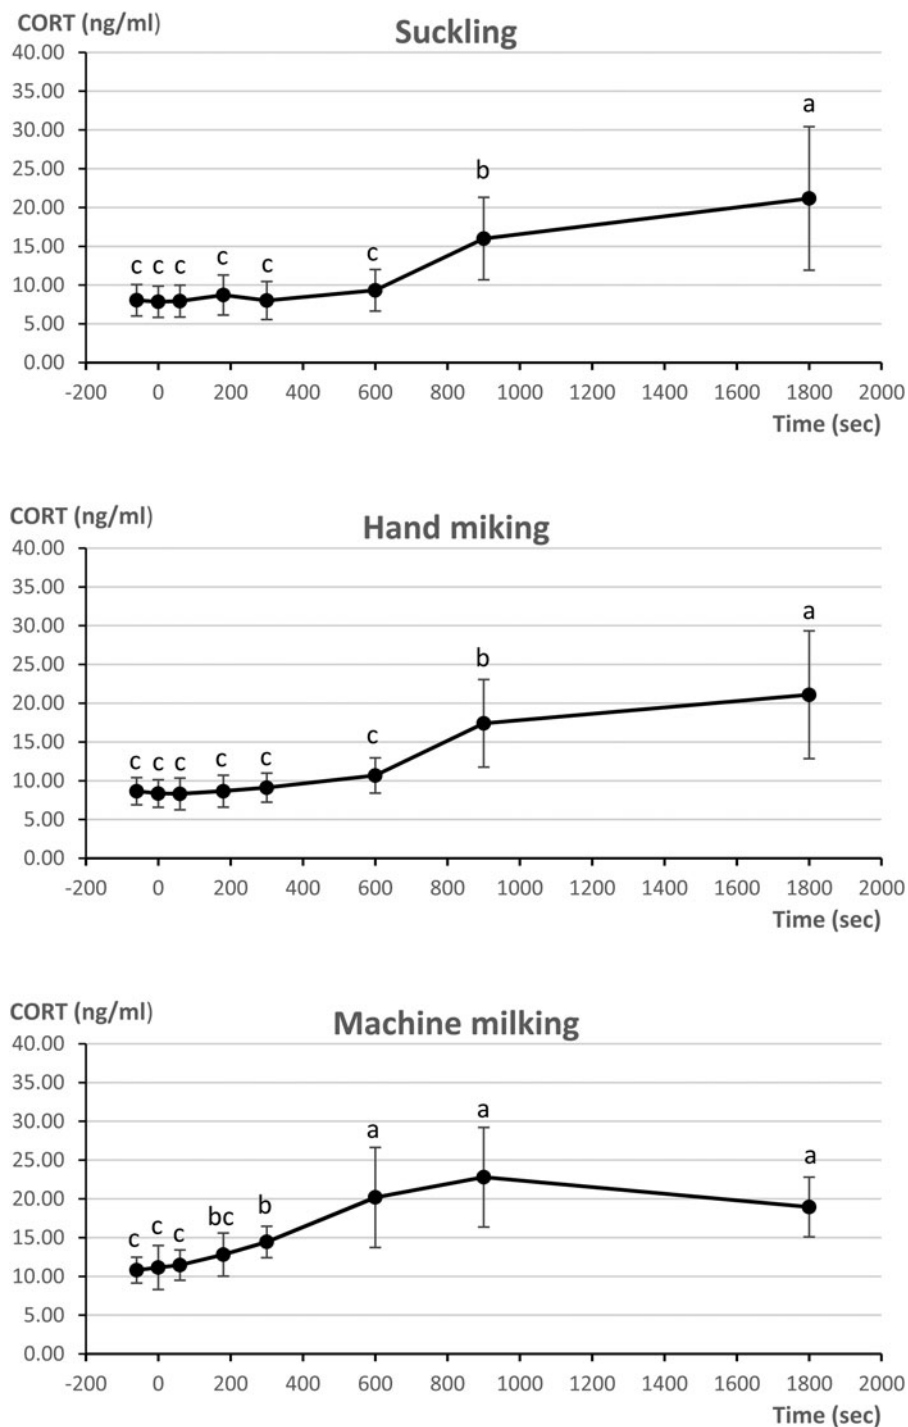 CORT (ng/ml)
Suckling
40.00
35.00
30.00
25.00
20.00
15.00
10.00
5.00
0.00
a
b
c c c c c c
-200 0 200 400 600 800 1000 1200 1400 1600 1800 2000
Time (sec)
CORT (ng/ml)
Hand miking
40.00
35.00
30.00
25.00
20.00
15.00
10.00
5.00
0.00
a
b
c c c c c c
-200 0 200 400 600 800 1000 1200 1400 1600 1800 2000
Time (sec)
CORT (ng/ml)
Machine milking
40.00
35.00
30.00
25.00
20.00
15.00
10.00
5.00
0.00
c c c bc b a a a
-200 0 200 400 600 800 1000 1200 1400 1600 1800 2000
Time (sec)